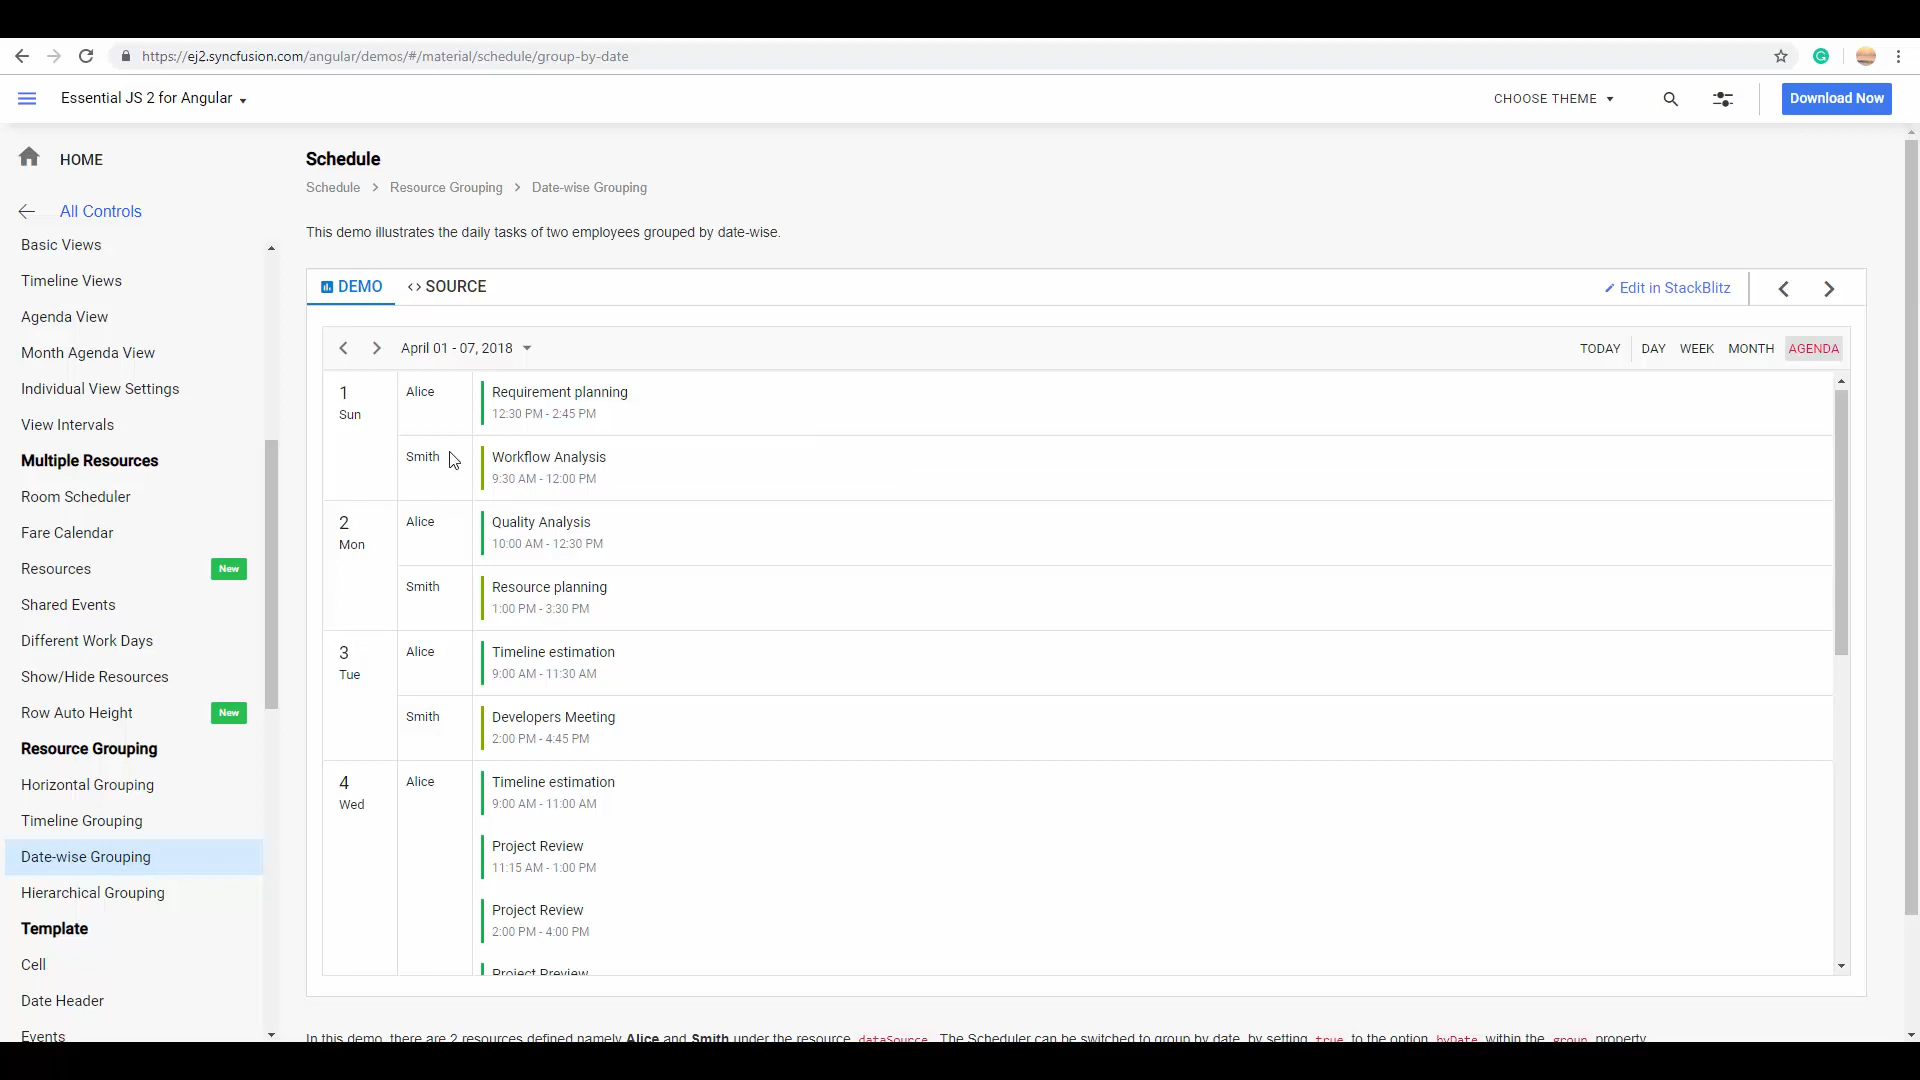 https://ej2.syncfusion.com/angular/demos/#/material/schedule/group-by-date
Essential JS 2 for Angular
CHOOSE THEME
Download Now
HOME
All Controls
Basic Views
Timeline Views
Agenda View
Month Agenda View
Individual View Settings
View Intervals
Multiple Resources
Room Scheduler
Fare Calendar
Resources New
Shared Events
Different Work Days
Show/Hide Resources
Row Auto Height New
Resource Grouping
Horizontal Grouping
Timeline Grouping
Date-wise Grouping
Hierarchical Grouping
Template
Cell
Date Header
Events
Schedule
Schedule > Resource Grouping > Date-wise Grouping
This demo illustrates the daily tasks of two employees grouped by date-wise.
DEMO <> SOURCE
Edit in StackBlitz
April 01 - 07, 2018
TODAY DAY WEEK MONTH AGENDA
1 Alice Requirement planning
Sun 12:30 PM - 2:45 PM
Smith Workflow Analysis
9:30 AM - 12:00 PM
2 Alice Quality Analysis
Mon 10:00 AM - 12:30 PM
Smith Resource planning
1:00 PM - 3:30 PM
3 Alice Timeline estimation
Tue 9:00 AM - 11:30 AM
Smith Developers Meeting
2:00 PM - 4:45 PM
4 Alice Timeline estimation
Wed 9:00 AM - 11:00 AM
Project Review
11:15 AM - 1:00 PM
Project Review
2:00 PM - 4:00 PM
Project Preview
In this demo, there are 2 resources defined namely Alice and Smith under the resource dataSource. The Scheduler can be switched to group by date, by setting true to the option byDate within the group property.